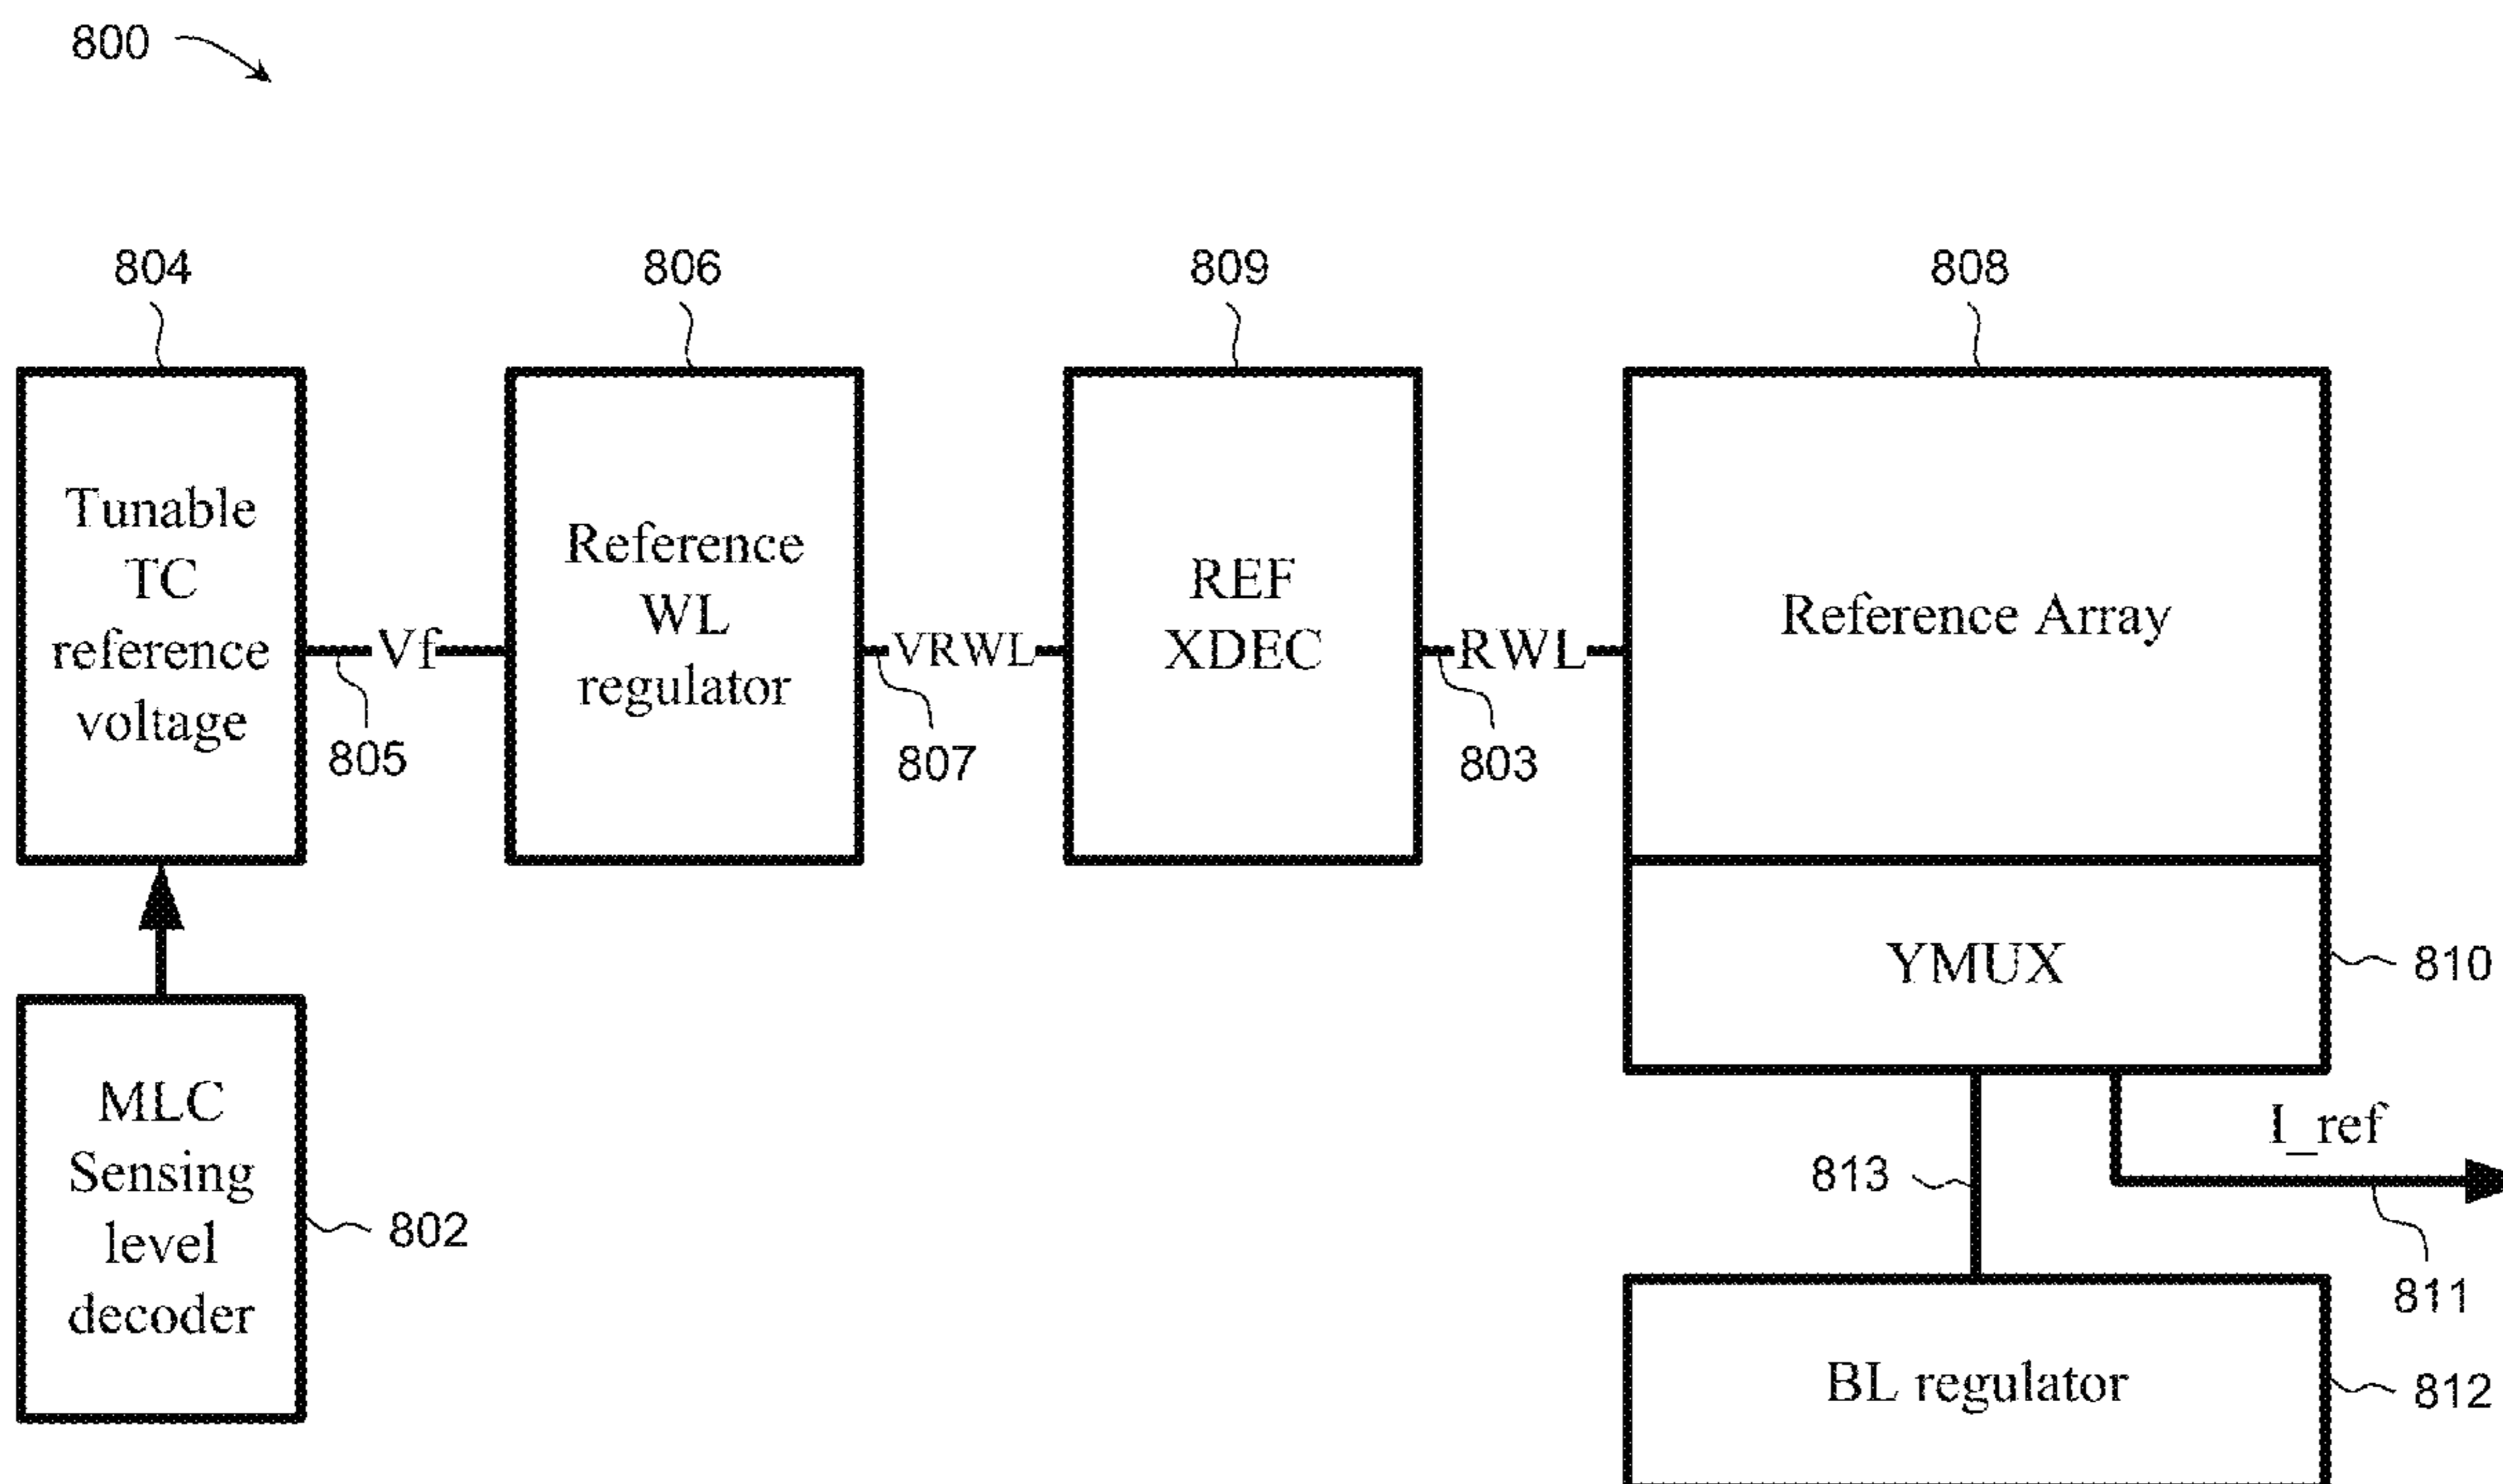 800
804
806
809
808
Tunable
TC
reference
voltage
Vf
805
Reference
WL
regulator
VRWL
807
REF
XDEC
RWL
803
Reference Array
YMUX
810
MLC
Sensing
level
decoder
802
813
I_ref
811
BL regulator
812